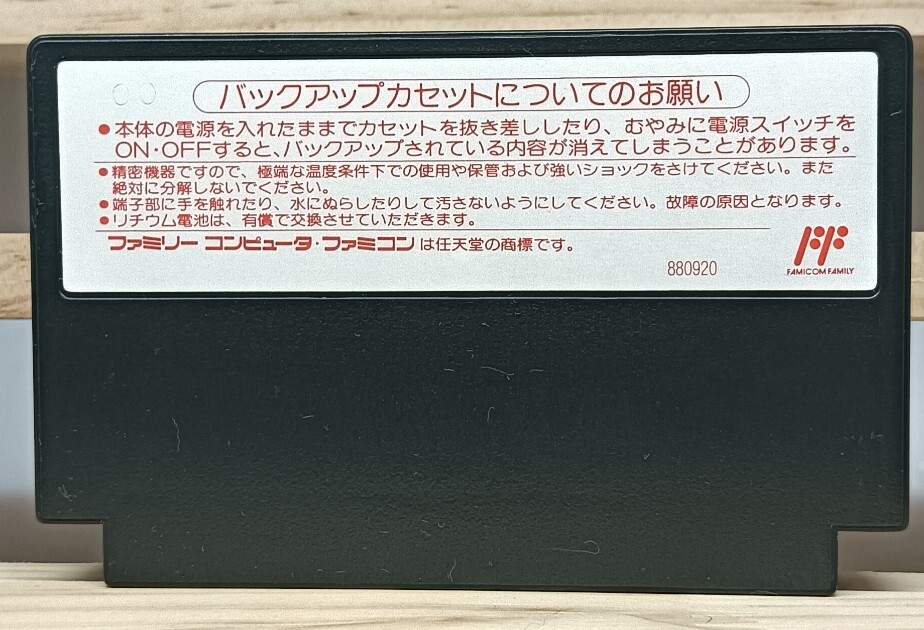 00
バックアップカセットについてのお願い
●本体の電源を入れたままでカセットを抜き差ししたり、むやみに電源スイッチを
ON・OFFすると、バックアップされている内容が消えてしまうことがあります。
●精密機器ですので、極端な温度条件下での使用や保管および強いショックをさけてください。また
絶対に分解しないでください。
●端子部に手を触れたり、水にぬらしたりして汚さないようにしてください。故障の原因となります。
●リチウム電池は、有償で交換させていただきます。
ファミリー コンピュータ・ファミコンは任天堂の商標です。
880920
FAMICOM FAMILY